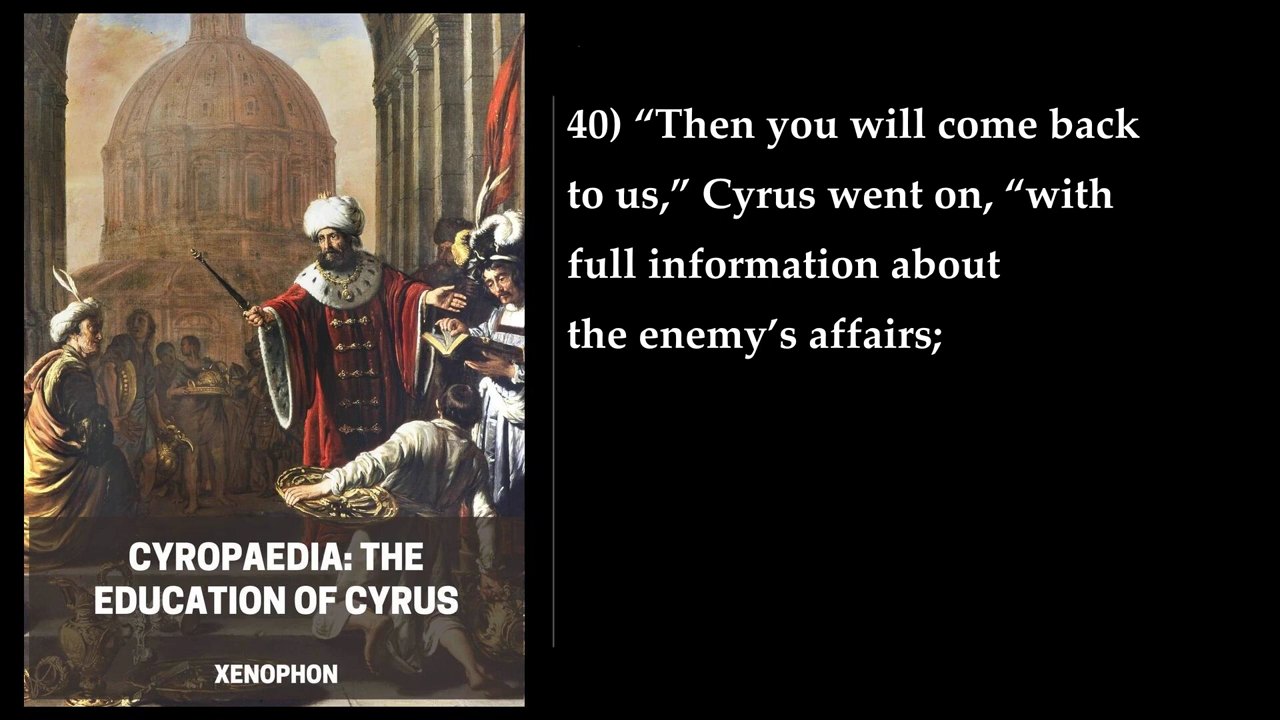 40) “Then you will come back
to us,” Cyrus went on, “with
full information about
the enemy’s affairs;
CYROPAEDIA: THE
EDUCATION OF CYRUS
XENOPHON